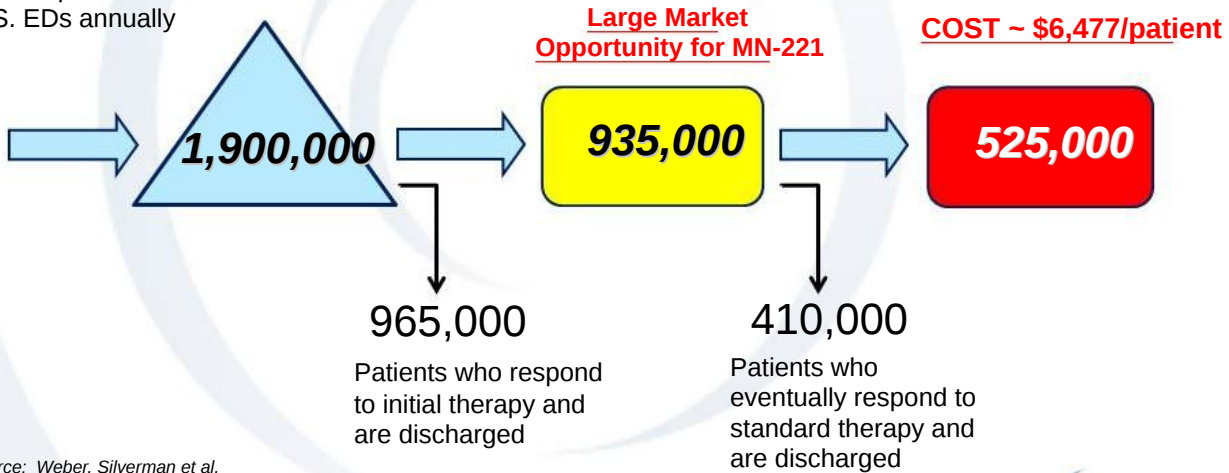 S. EDs annually
Large Market
Opportunity for MN-221
COST ~ $6,477/patient
1,900,000
935,000
525,000
965,000
Patients who respond
to initial therapy and
are discharged
410,000
Patients who
eventually respond to
standard therapy and
are discharged
rce: Weber, Silverman et al.